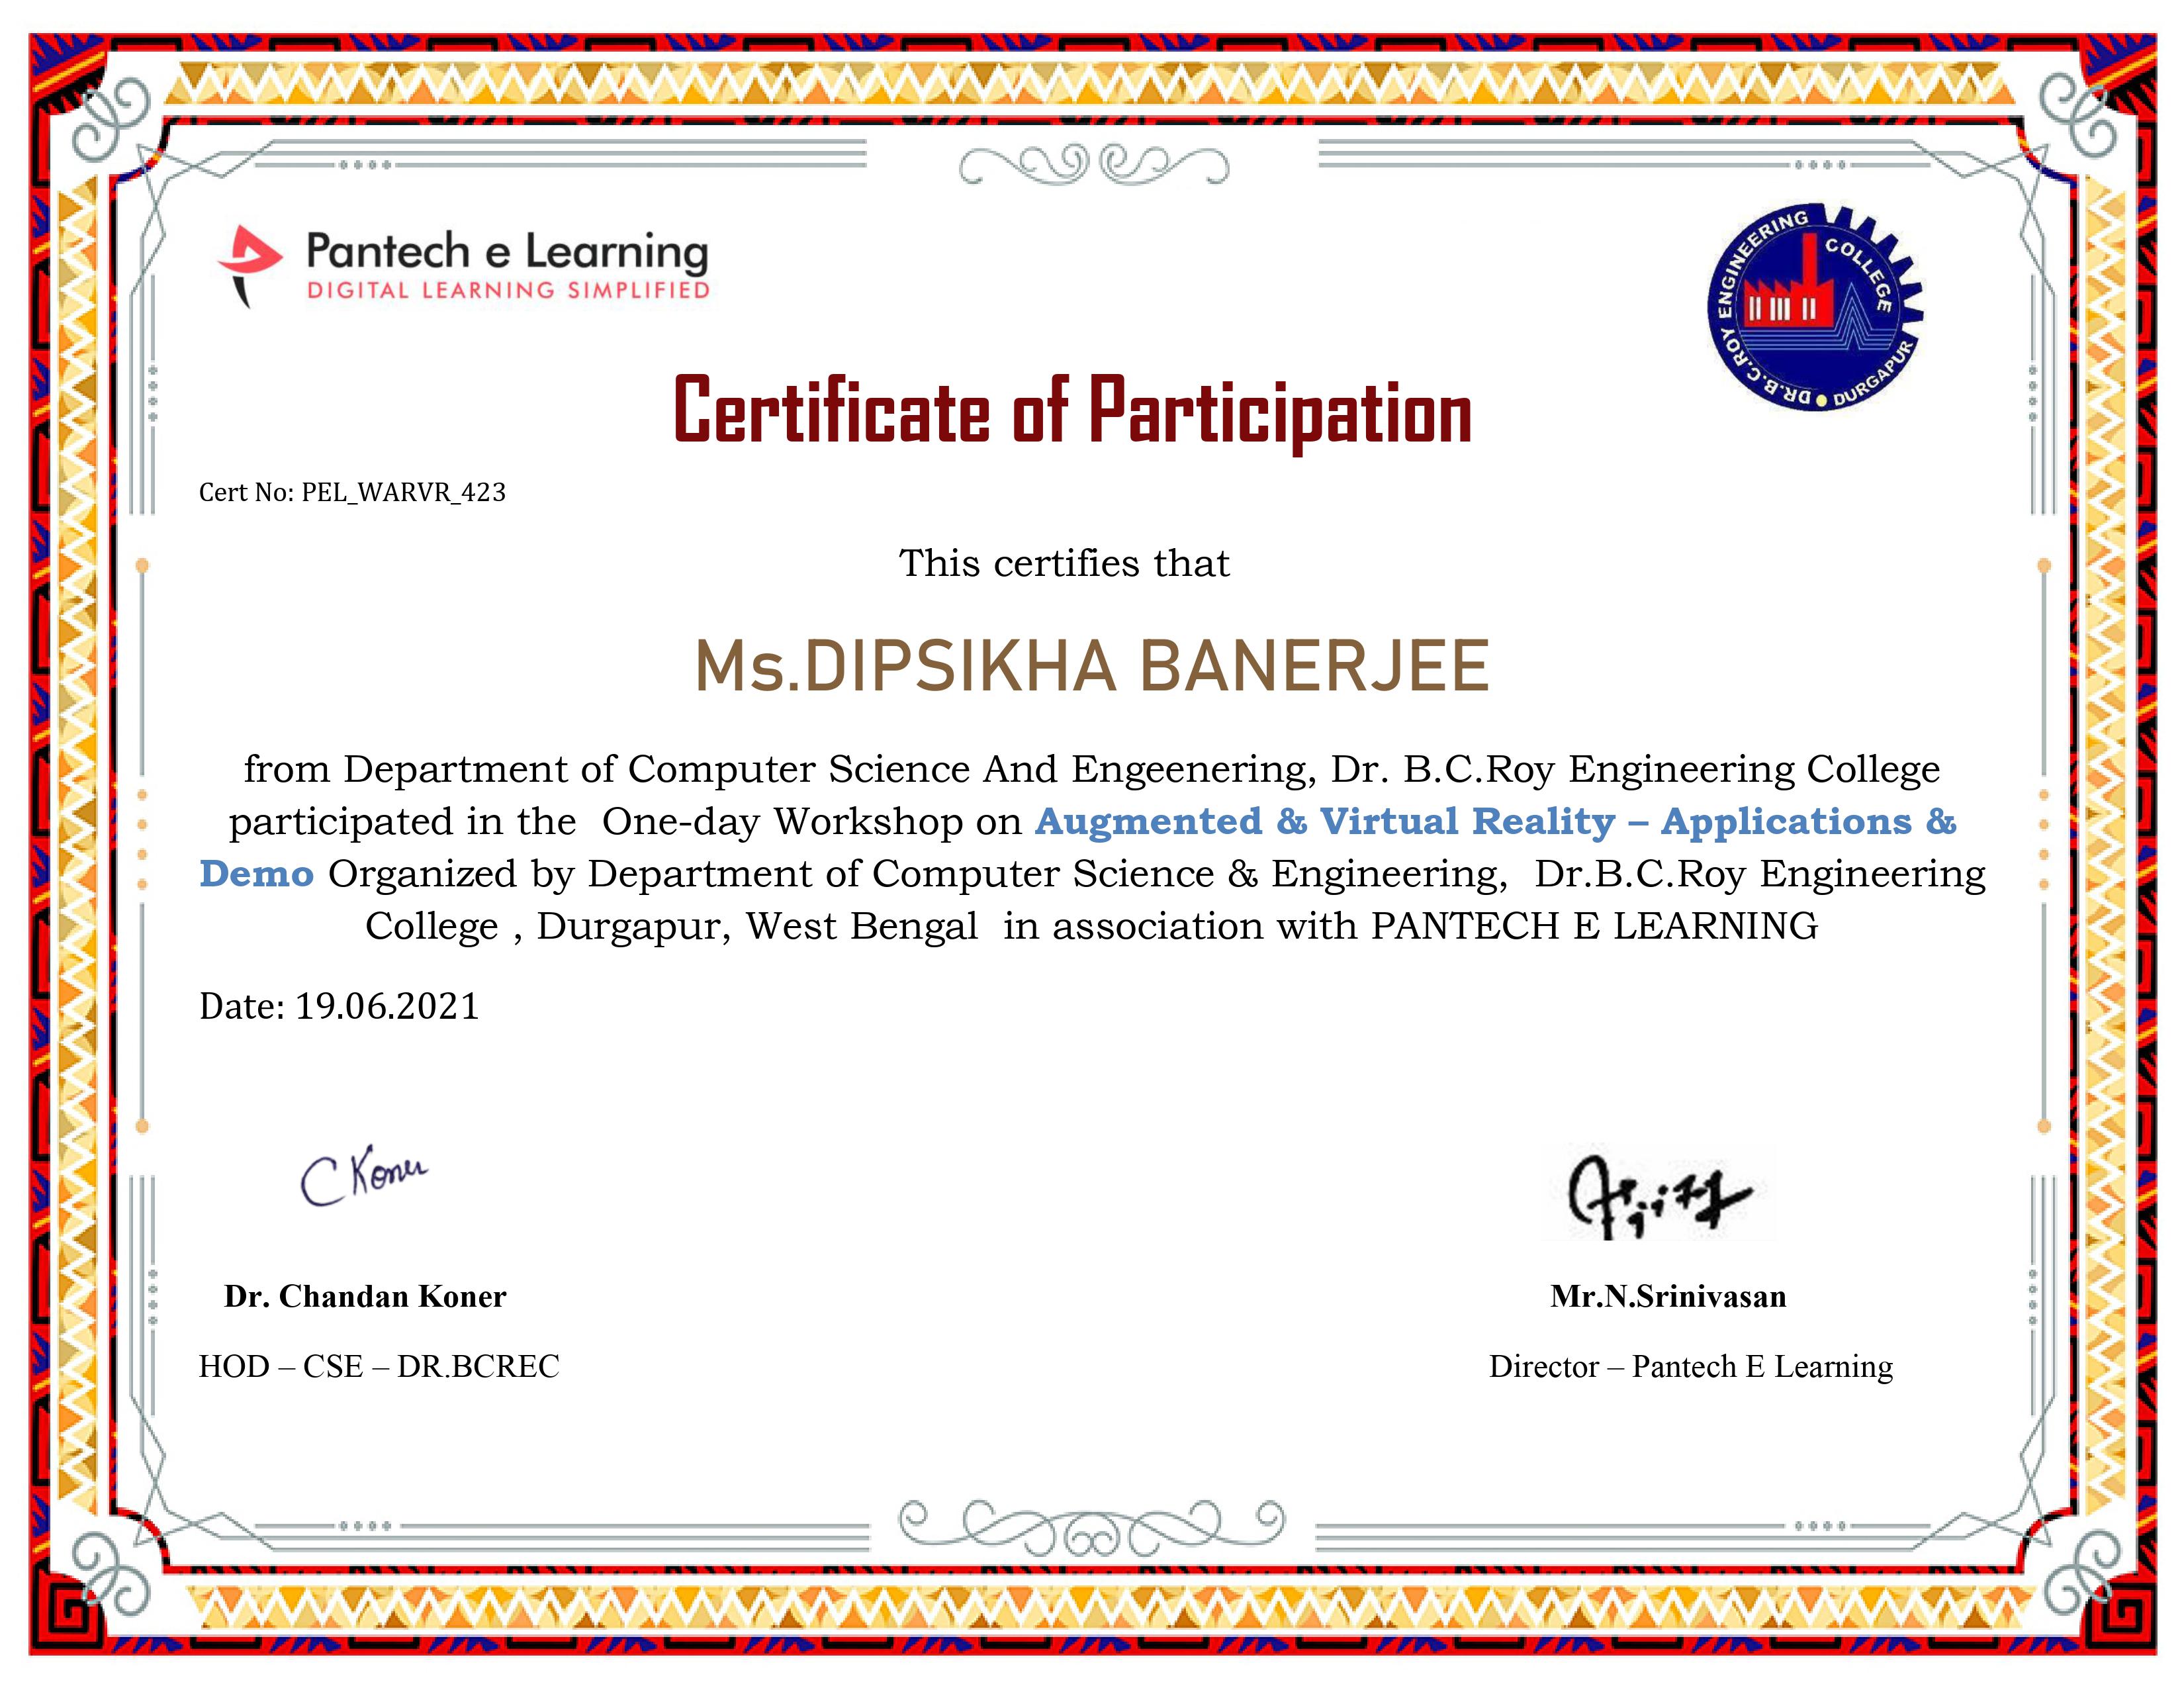 Pantech e Learning
DIGITAL LEARNING SIMPLIFIED
DR.B.C.ROY ENGINEERING COLLEGE DURGAPUR
Certificate of Participation
Cert No: PEL_WARVR_423
This certifies that
Ms.DIPSIKHA BANERJEE
from Department of Computer Science And Engeenering, Dr. B.C.Roy Engineering College
participated in the One-day Workshop on Augmented & Virtual Reality – Applications &
Demo Organized by Department of Computer Science & Engineering, Dr.B.C.Roy Engineering
College , Durgapur, West Bengal in association with PANTECH E LEARNING
Date: 19.06.2021
C Koner
Dr. Chandan Koner
Mr.N.Srinivasan
HOD – CSE – DR.BCREC
Director – Pantech E Learning